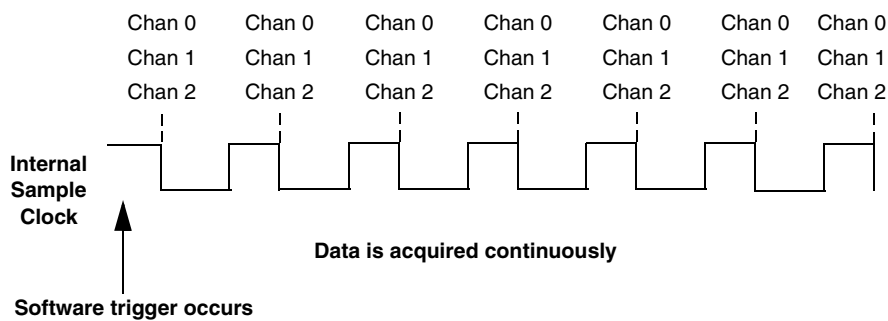 Chan 0 Chan 0 Chan 0 Chan 0 Chan 0 Chan 0 Chan 0
Chan 1 Chan 1 Chan 1 Chan 1 Chan 1 Chan 1 Chan 1
Chan 2 Chan 2 Chan 2 Chan 2 Chan 2 Chan 2 Chan 2
Internal
Sample
Clock
Data is acquired continuously
Software trigger occurs